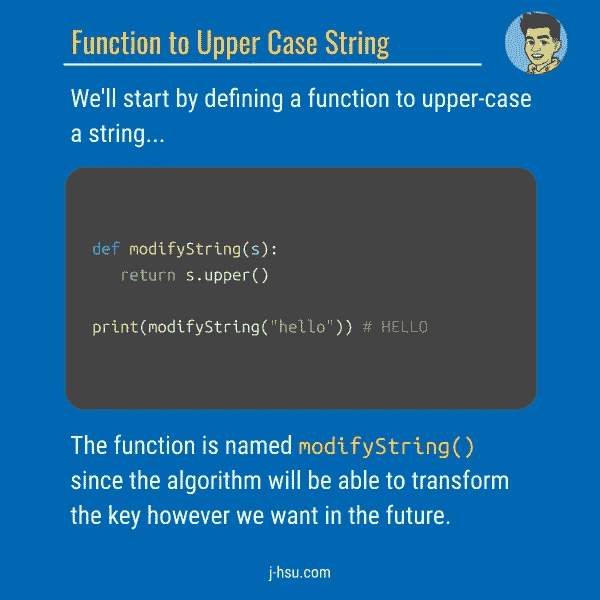 Function to Upper Case String
We'll start by defining a function to upper-case
a string...
def modifyString(s):
   return s.upper()
print(modifyString("hello")) # HELLO
The function is named modifyString()
since the algorithm will be able to transform
the key however we want in the future.
j-hsu.com